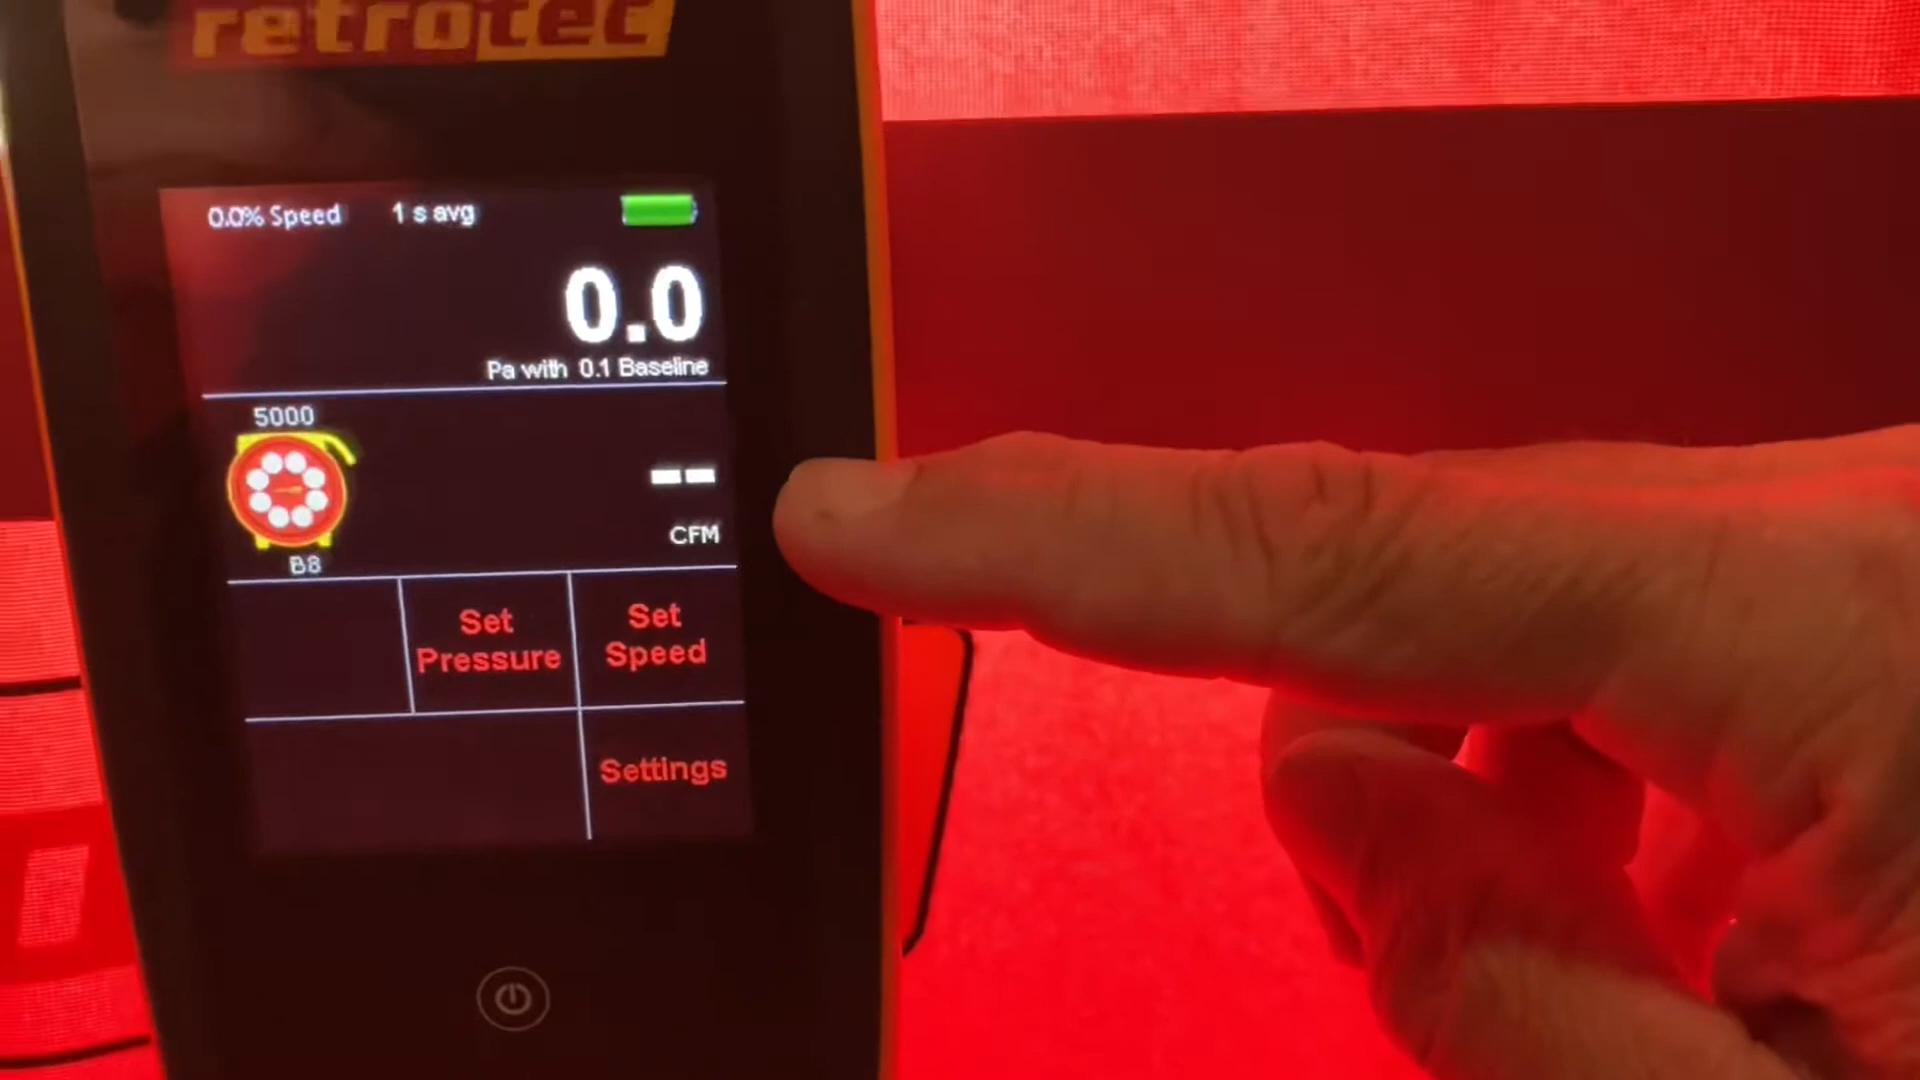 retrotec
0.0% Speed 1 s avg
0.0
Pa with 0.1 Baseline
5000
--
CFM
B8
Set Pressure
Set Speed
Settings